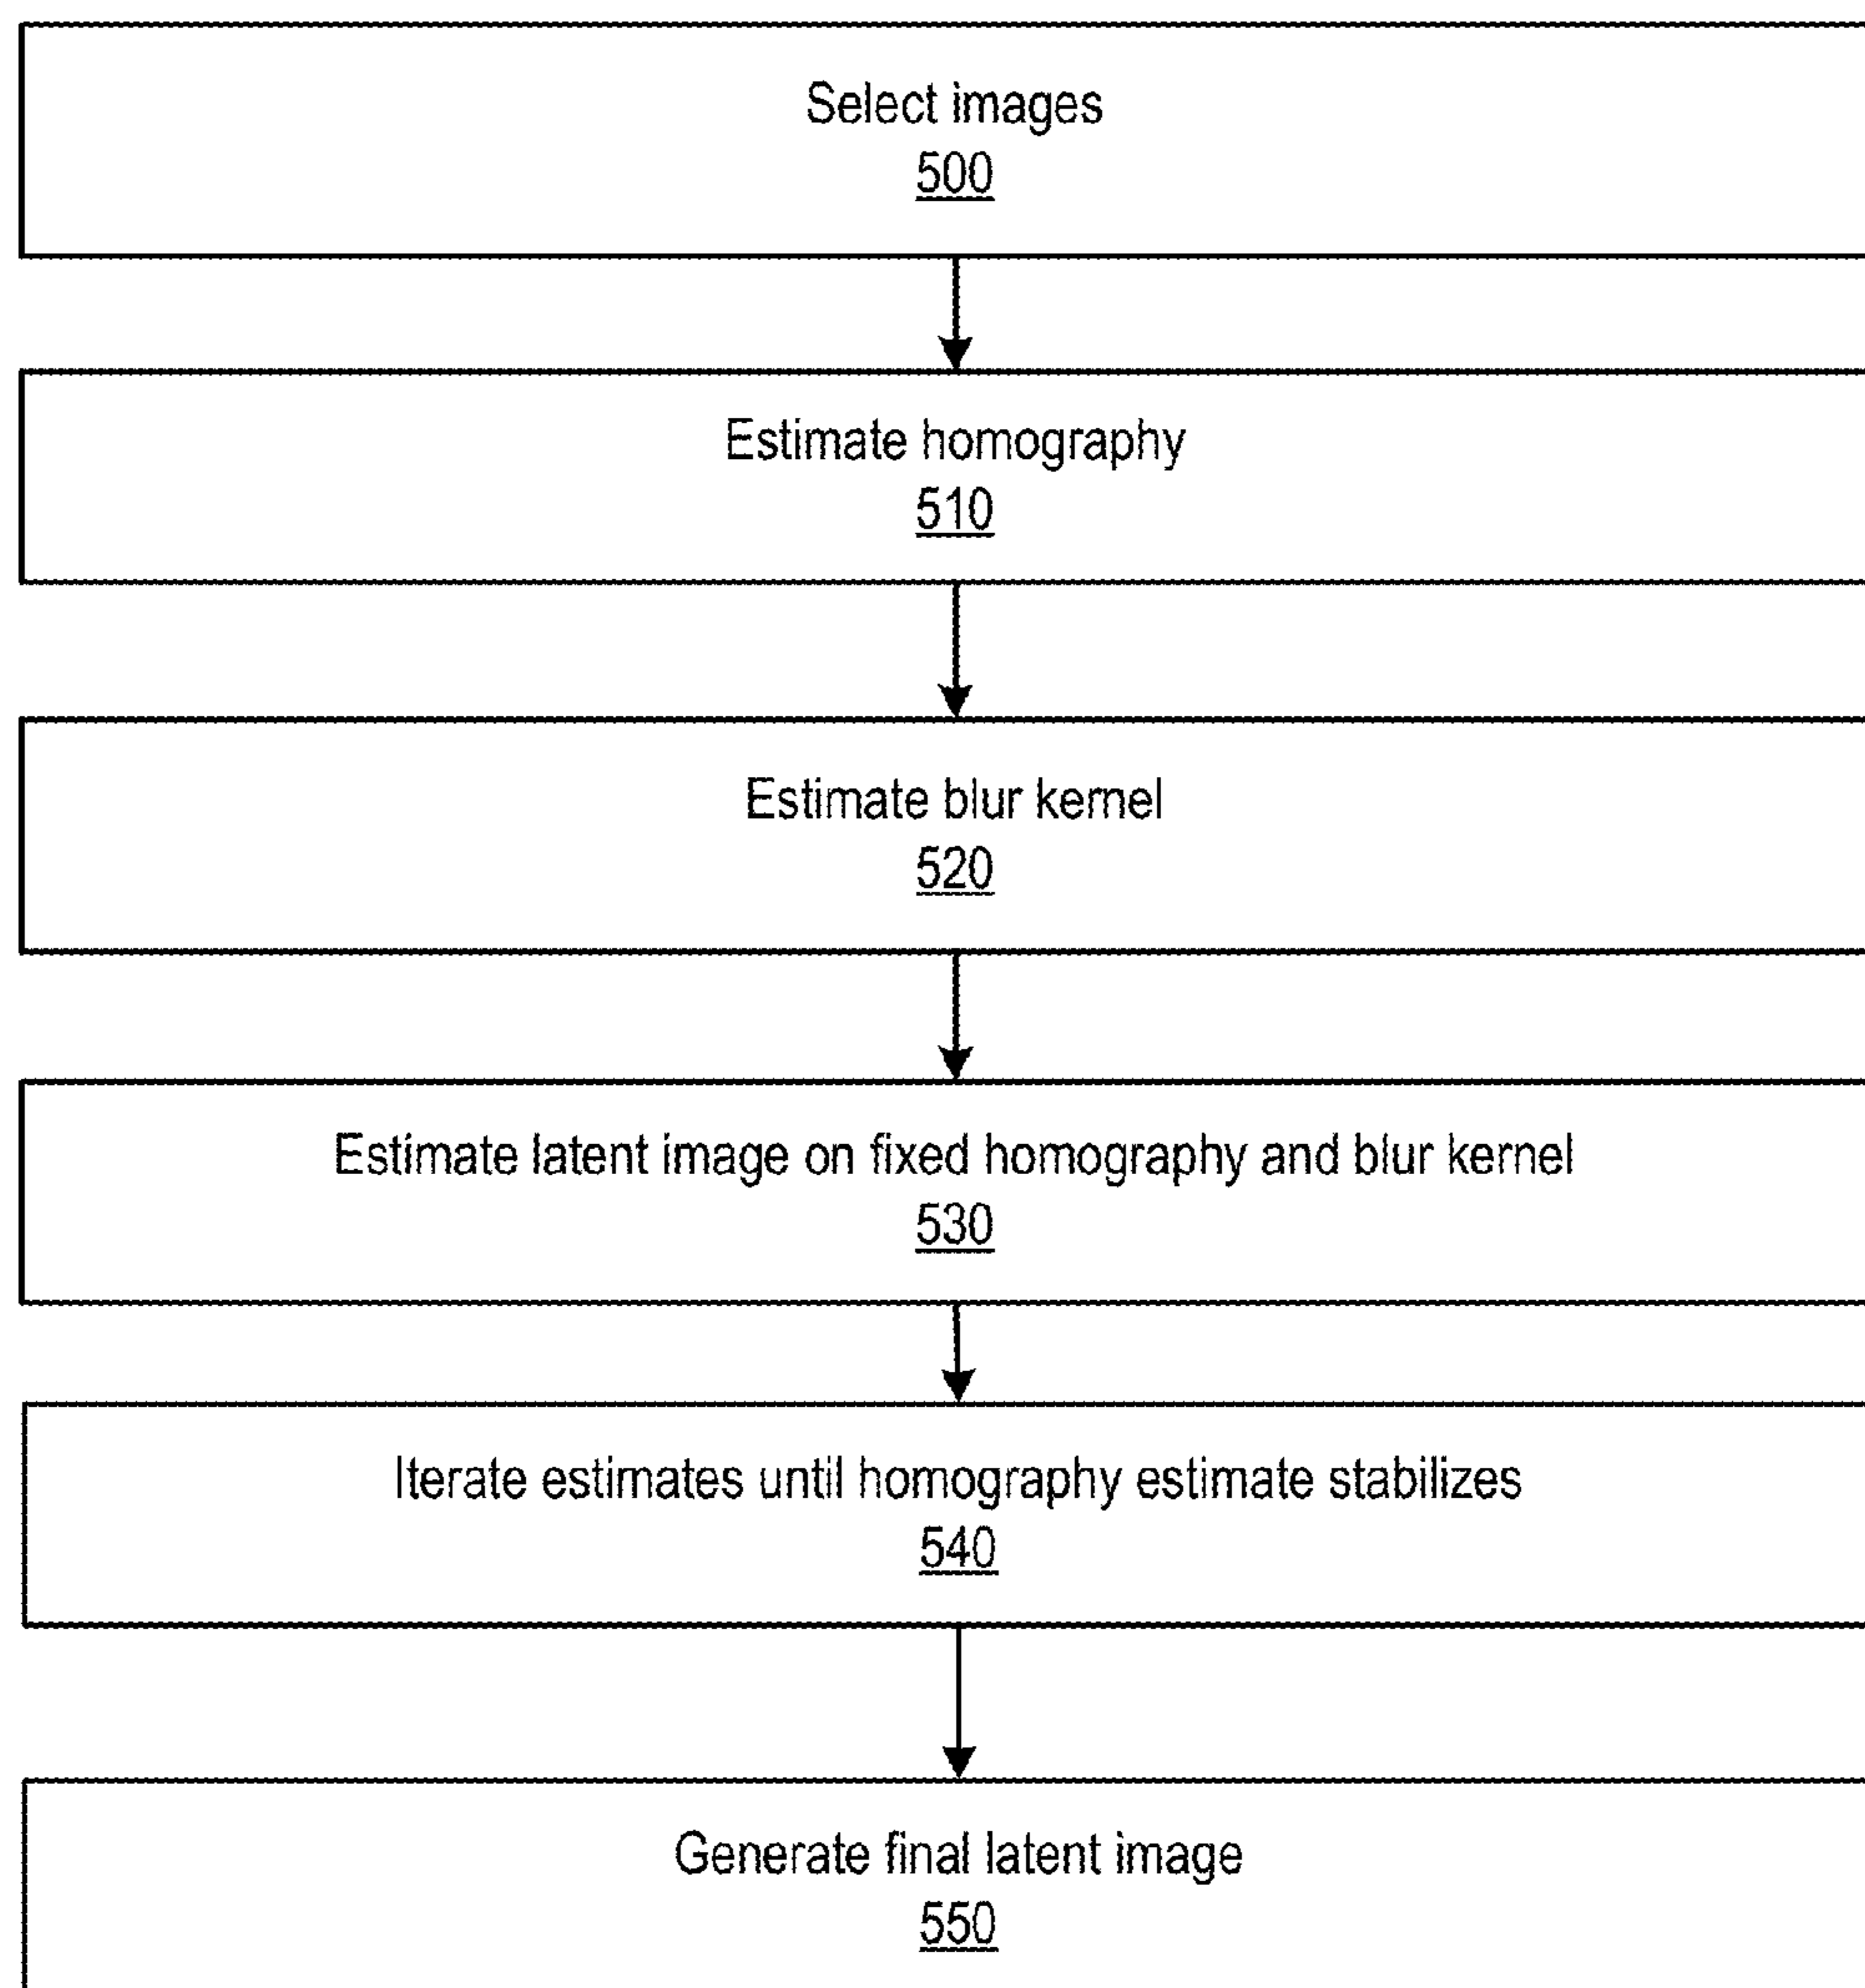 Select images
500
Estimate homography
510
Estimate blur kernel
520
Estimate latent image on fixed homography and blur kernel
530
Iterate estimates until homography estimate stabilizes
540
Generate final latent image
550